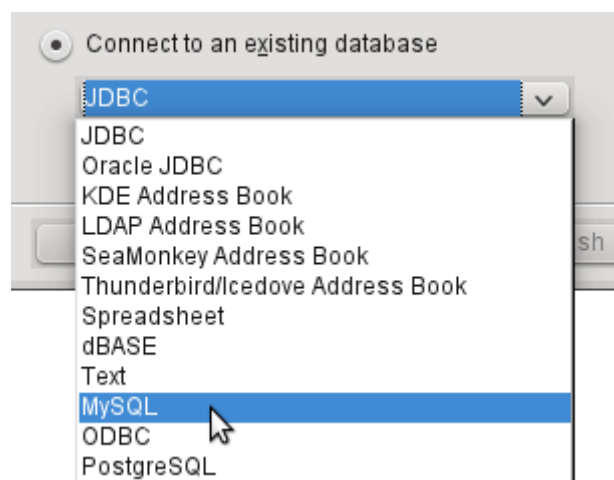 Connect to an existing database
JDBC
JDBC
Oracle JDBC
KDE Address Book
LDAP Address Book
SeaMonkey Address Book
sh
Thunderbird/Icedove Address Book
Spreadsheet
dBASE
Text
MySQL
ODBC
PostgreSQL